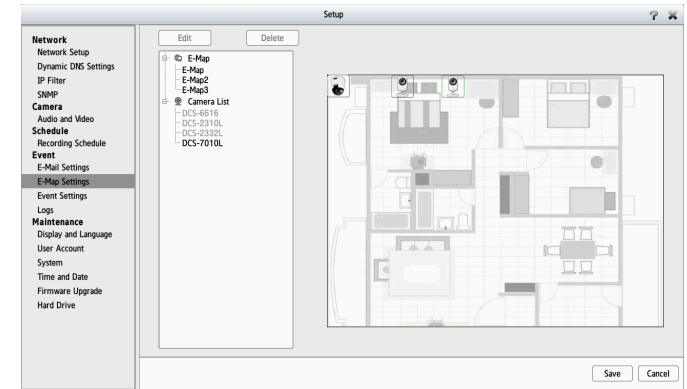 Setup
? ✖
Network
Network Setup
Dynamic DNS Settings
IP Filter
SNMP
Camera
Audio and Video
Schedule
Recording Schedule
Event
E-Mail Settings
E-Map Settings
Event Settings
Logs
Maintenance
Display and Language
User Account
System
Time and Date
Firmware Upgrade
Hard Drive
Edit Delete
E-Map
E-Map
E-Map2
E-Map3
Camera List
DCS-6616
DCS-2310L
DCS-2332L
DCS-7010L
Save Cancel